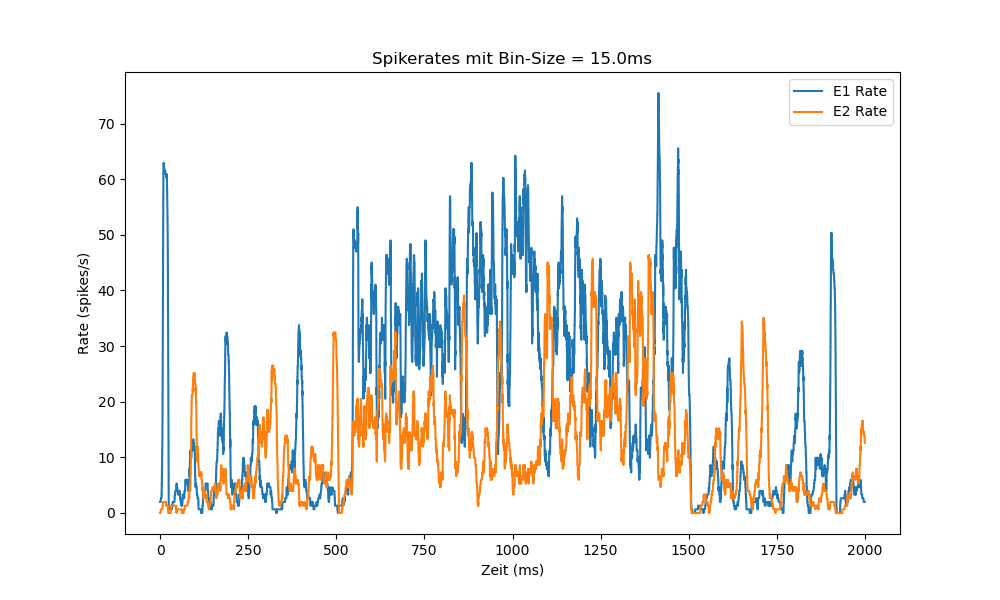 Spikerates mit Bin-Size = 15.0ms
E1 Rate
E2 Rate
70
60
50
40
30
20
10
0
Rate (spikes/s)
0 250 500 750 1000 1250 1500 1750 2000
Zeit (ms)